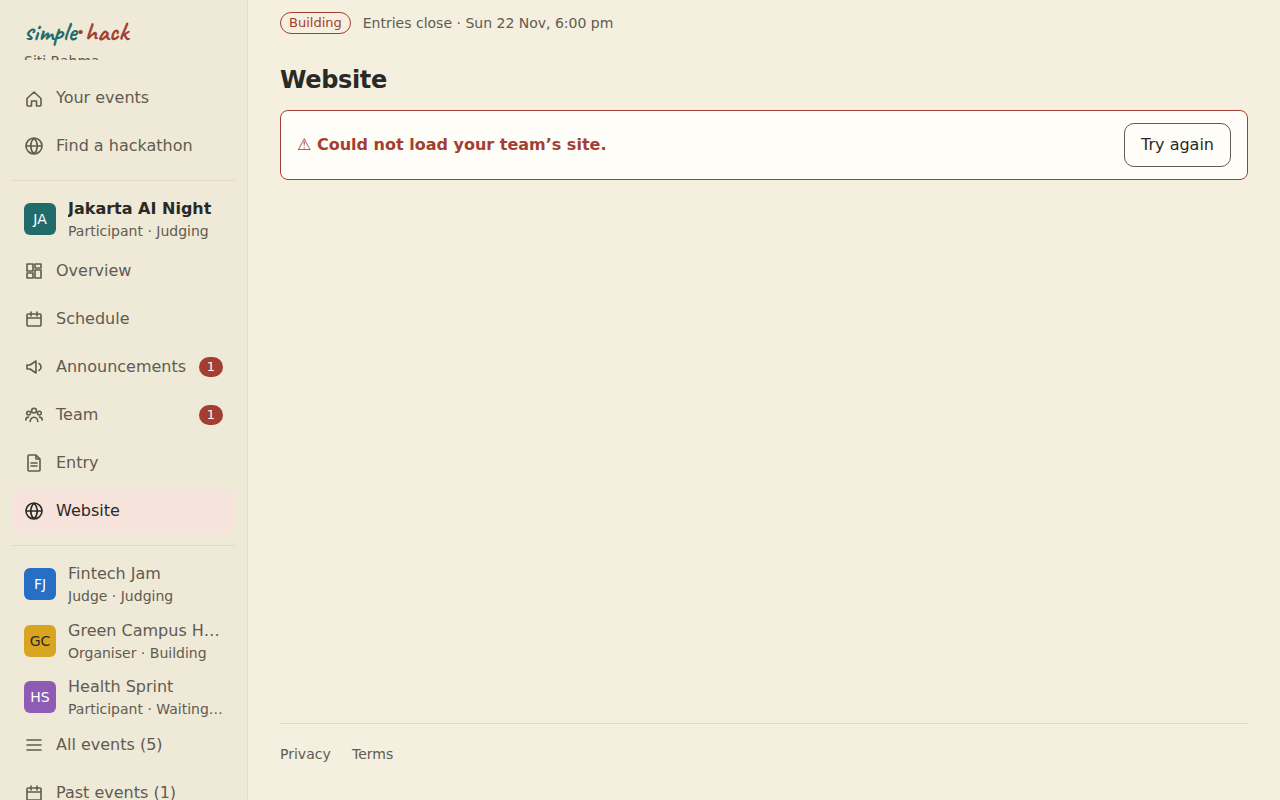 simple·hack
Siti Rahma
Your events
Find a hackathon
JA
Jakarta AI Night
Participant · Judging
Overview
Schedule
Announcements 1
Team 1
Entry
Website
FJ
Fintech Jam
Judge · Judging
GC
Green Campus H…
Organiser · Building
HS
Health Sprint
Participant · Waiting…
All events (5)
Past events (1)
Building Entries close · Sun 22 Nov, 6:00 pm
Website
⚠ Could not load your team’s site.
Try again
Privacy Terms